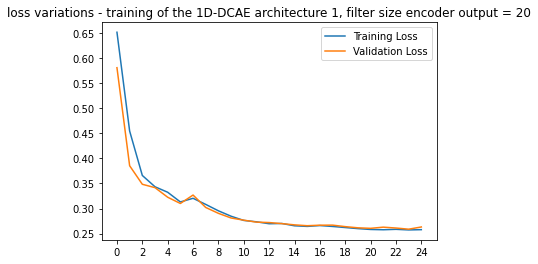 loss variations - training of the 1D-DCAE architecture 1, filter size encoder output = 20
Training Loss
Validation Loss
0.65
0.60
0.55
0.50
0.45
0.40
0.35
0.30
0.25
0 2 4 6 8 10 12 14 16 18 20 22 24